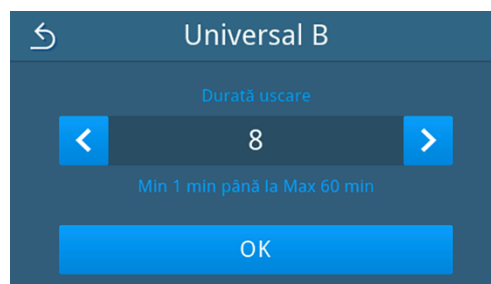 Universal B
Durată uscare
8
Min 1 min până la Max 60 min
OK